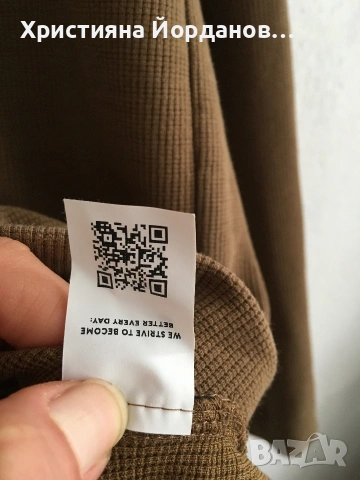 Християна Йорданов...
WE STRIVE TO BECOME
BETTER EVERY DAY:
BAZAR